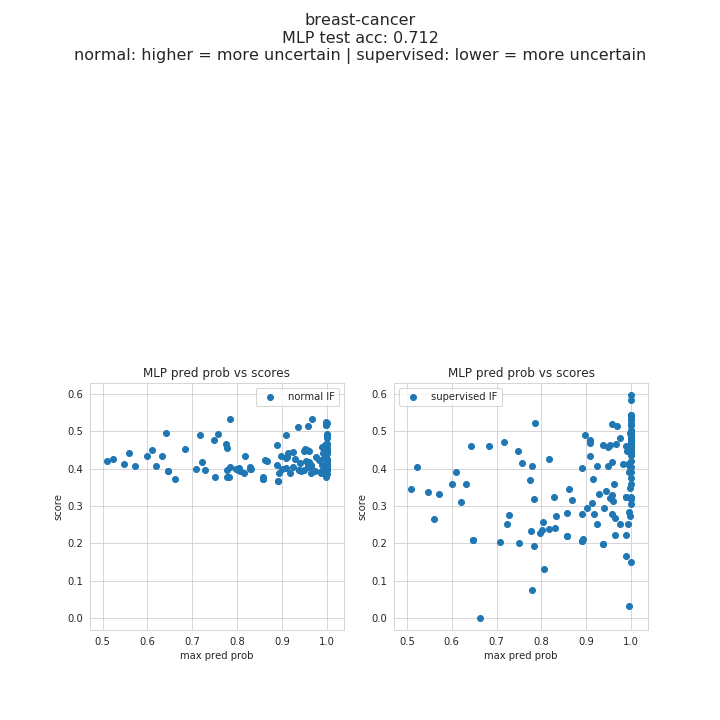 breast-cancer
MLP test acc: 0.712
normal: higher = more uncertain | supervised: lower = more uncertain
MLP pred prob vs scores
normal IF
0.6
0.5
0.4
0.3
0.2
0.1
0.0
score
0.5 0.6 0.7 0.8 0.9 1.0
max pred prob
MLP pred prob vs scores
supervised IF
0.6
0.5
0.4
0.3
0.2
0.1
0.0
score
0.5 0.6 0.7 0.8 0.9 1.0
max pred prob